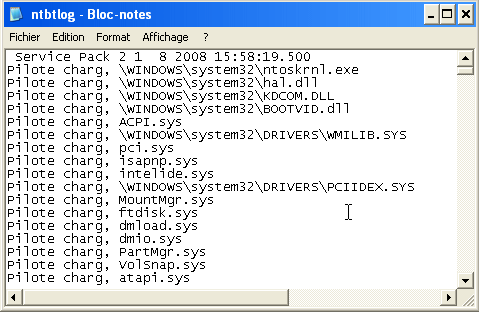 ntbtlog - Bloc-notes
Fichier Edition Format Affichage ?
Service Pack 2 1 8 2008 15:58:19.500
Pilote charg, \WINDOWS\system32\ntoskrnl.exe
Pilote charg, \WINDOWS\system32\hal.dll
Pilote charg, \WINDOWS\system32\KDCOM.DLL
Pilote charg, \WINDOWS\system32\BOOTVID.dll
Pilote charg, ACPI.sys
Pilote charg, \WINDOWS\system32\DRIVERS\WMILIB.SYS
Pilote charg, pci.sys
Pilote charg, isapnp.sys
Pilote charg, intelide.sys
Pilote charg, \WINDOWS\system32\DRIVERS\PCIIDEX.SYS
Pilote charg, MountMgr.sys
Pilote charg, ftdisk.sys
Pilote charg, dmload.sys
Pilote charg, dmio.sys
Pilote charg, PartMgr.sys
Pilote charg, VolSnap.sys
Pilote charg, atapi.sys